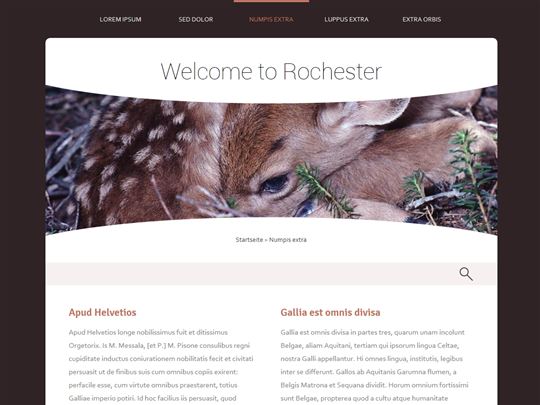 LOREM IPSUM SED DOLOR NUMPIS EXTRA LUPPUS EXTRA EXTRA ORBIS
Welcome to Rochester
Startseite » Numpis extra
Apud Helvetios
Apud Helvetios longe nobilissimus fuit et ditissimus
Orgetorix. Is M. Messala, [et P.] M. Pisone consulibus regni
cupiditate inductus coniurationem nobilitatis fecit et civitati
persuasit ut de finibus suis cum omnibus copiis exirent:
perfacile esse, cum virtute omnibus praestarent, totius
Galliae imperio potiri. Id hoc facilius iis persuasit, quod
Gallia est omnis divisa
Gallia est omnis divisa in partes tres, quarum unam incolunt
Belgae, aliam Aquitani, tertiam qui ipsorum lingua Celtae,
nostra Galli appellantur. Hi omnes lingua, institutis, legibus
inter se differunt. Gallos ab Aquitanis Garumna flumen, a
Belgis Matrona et Sequana dividit. Horum omnium fortissimi
sunt Belgae, propterea quod a cultu atque humanitate